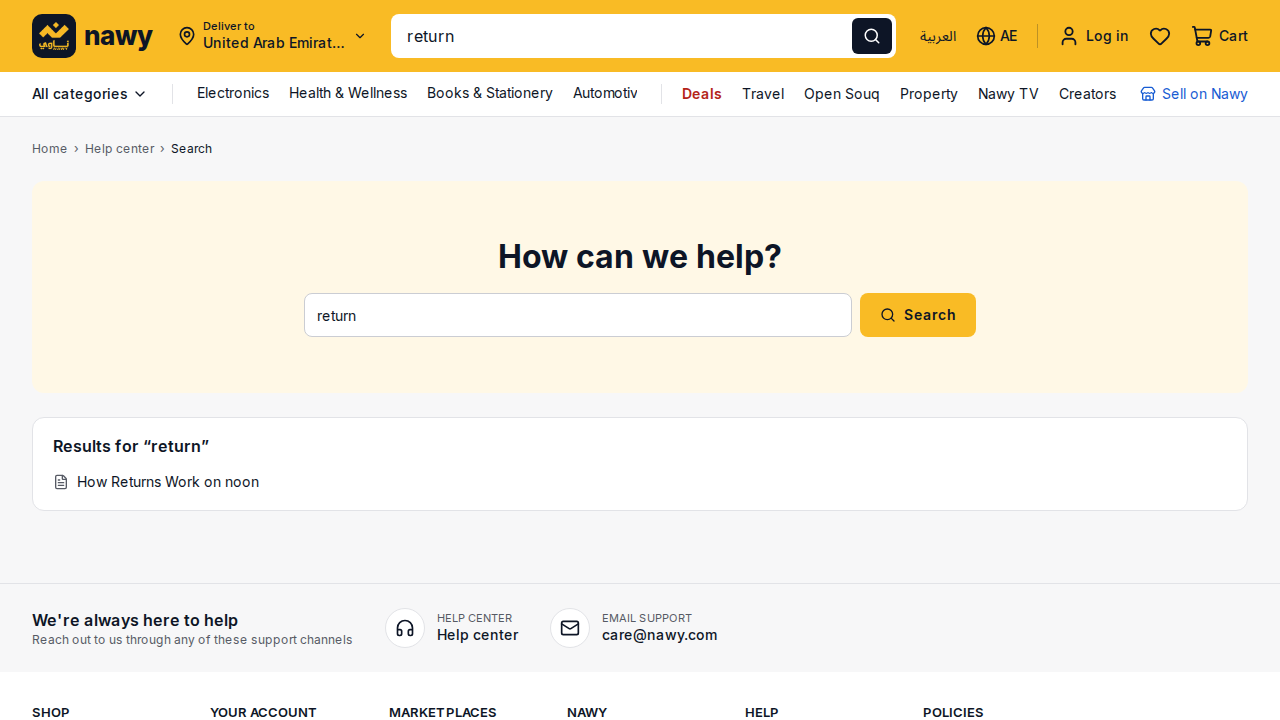 نــاوي
NAWY
nawy
Deliver to
United Arab Emirat...
return
العربية
AE
Log in
Cart
All categories
Electronics
Health & Wellness
Books & Stationery
Automotiv
Deals
Travel
Open Souq
Property
Nawy TV
Creators
Sell on Nawy
Home › Help center › Search
How can we help?
return
Search
Results for “return”
How Returns Work on noon
We're always here to help
Reach out to us through any of these support channels
HELP CENTER
Help center
EMAIL SUPPORT
care@nawy.com
SHOP
YOUR ACCOUNT
MARKETPLACES
NAWY
HELP
POLICIES